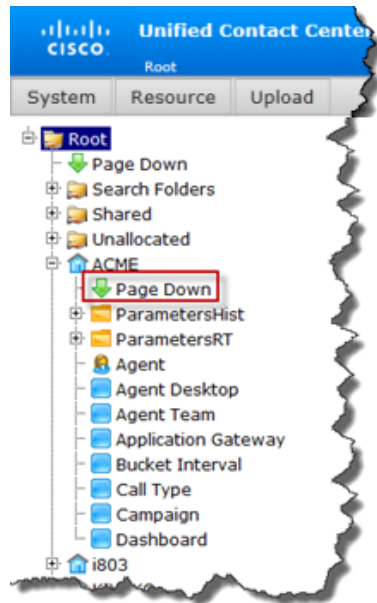 CISCO
Unified Contact Center
Root
System Resource Upload
Root
Page Down
Search Folders
Shared
Unallocated
ACME
Page Down
ParametersHist
ParametersRT
Agent
Agent Desktop
Agent Team
Application Gateway
Bucket Interval
Call Type
Campaign
Dashboard
i803